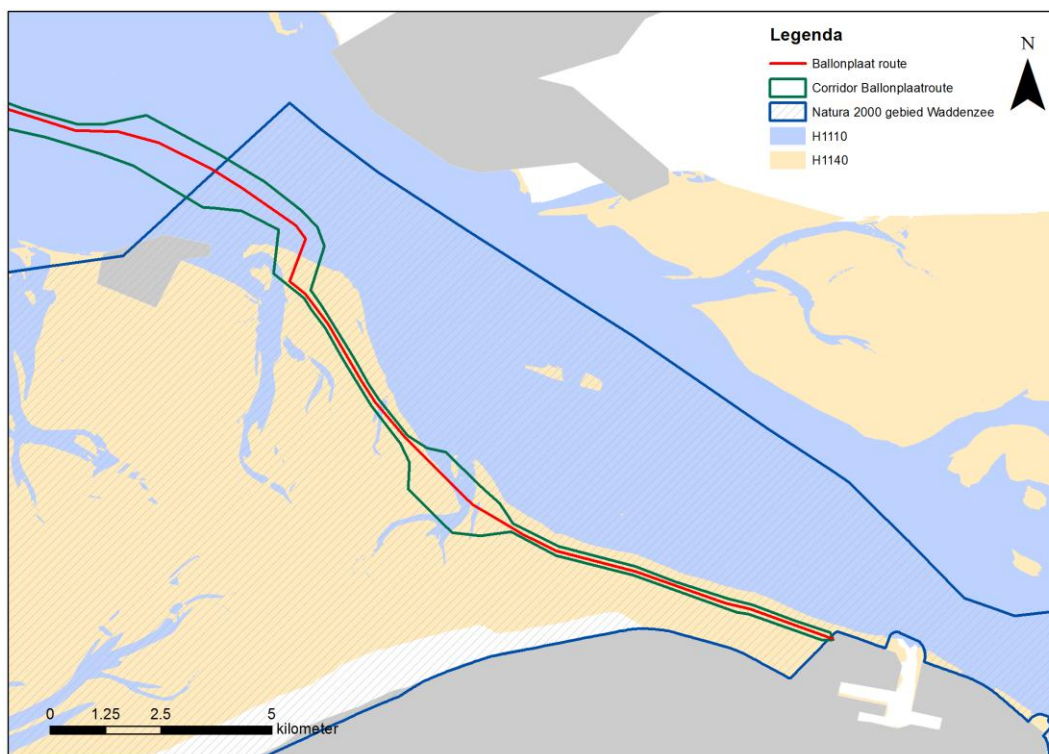 Legenda
Ballonplaat route
Corridor Ballonplaatroute
Natura 2000 gebied Waddenzee
H1110
H1140
N
0 1.25 2.5 5
kilometer